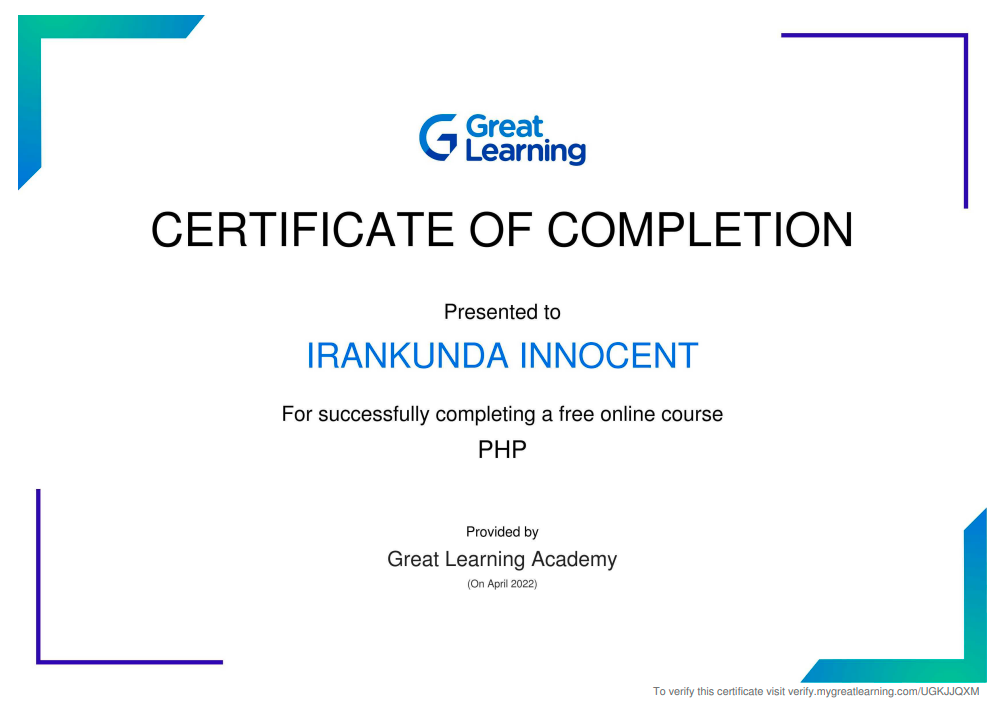 Great
Learning
CERTIFICATE OF COMPLETION
Presented to
IRANKUNDA INNOCENT
For successfully completing a free online course
PHP
Provided by
Great Learning Academy
(On April 2022)
To verify this certificate visit verify.mygreatlearning.com/UGKJJQXM